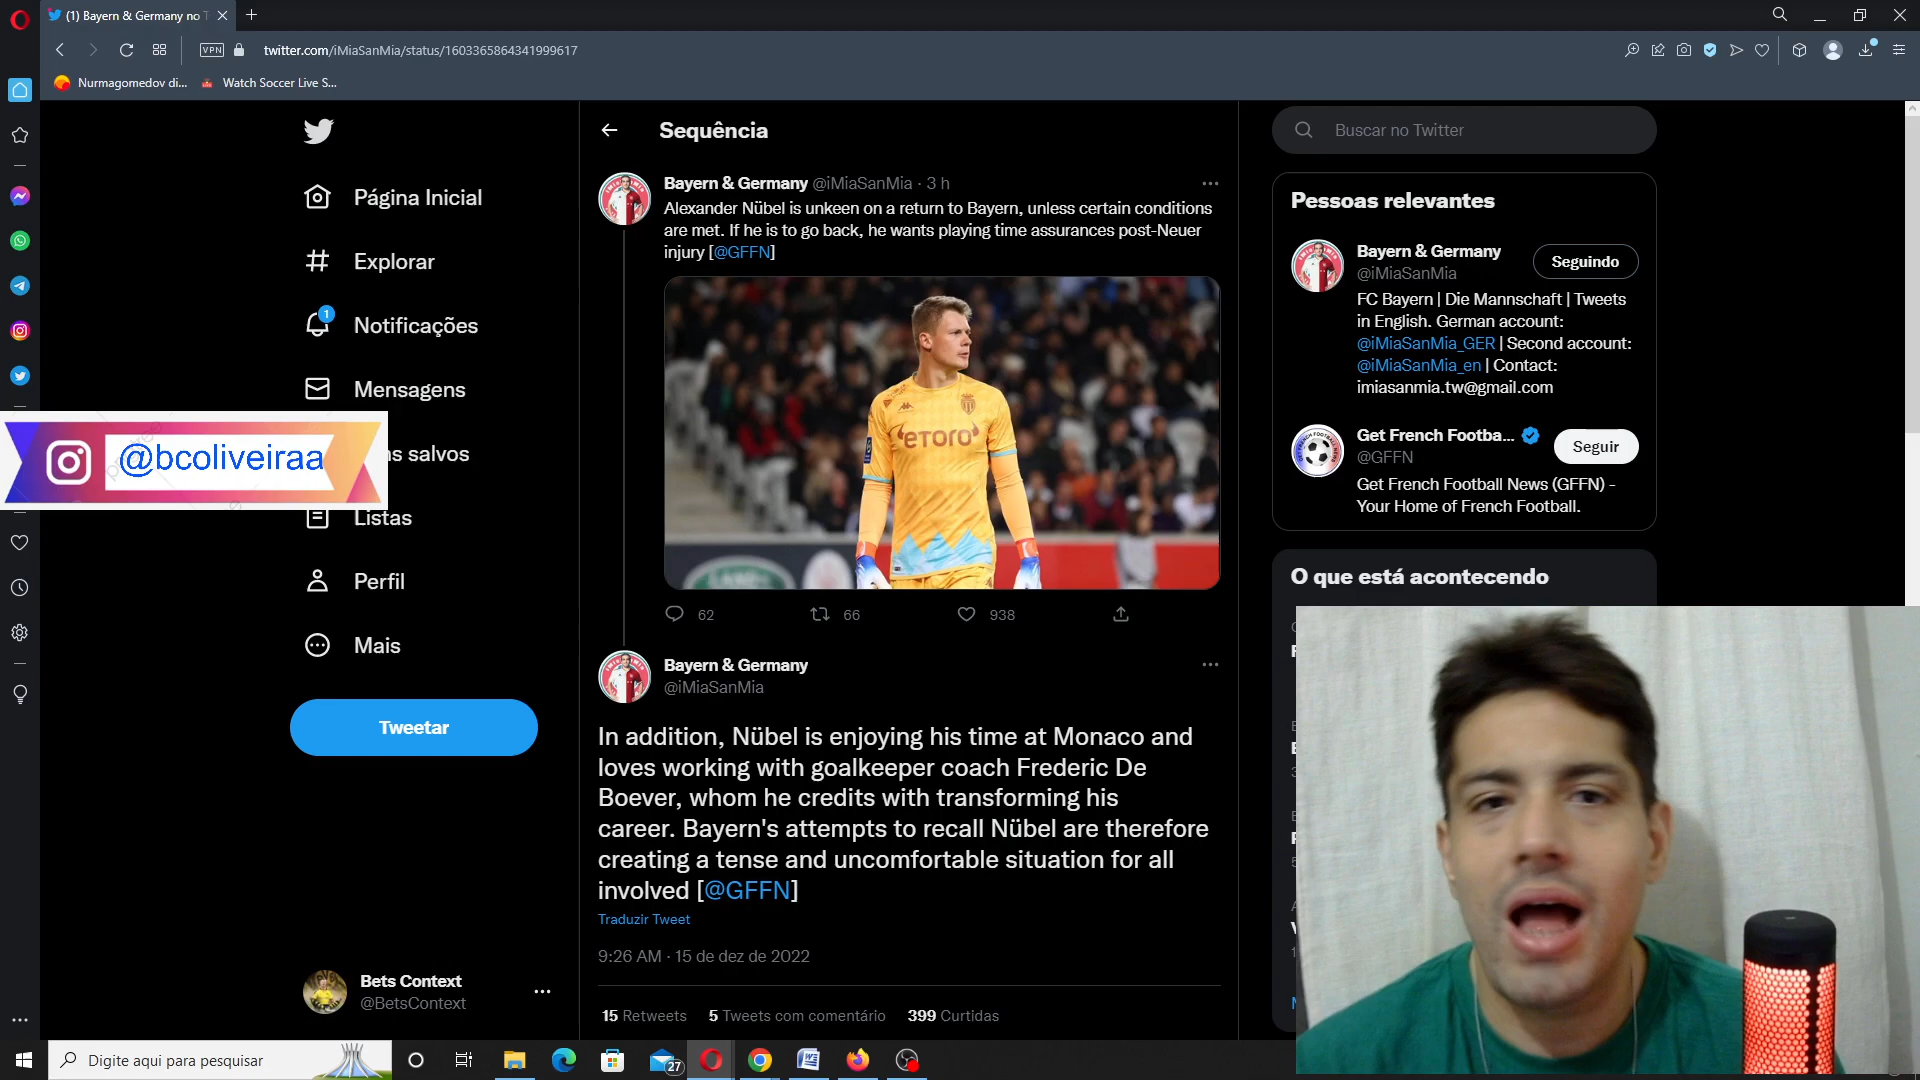 (1) Bayern & Germany no T
VPN
twitter.com/iMiaSanMia/status/1603365864341999617
Nurmagomedov di...
Watch Soccer Live S...
Página Inicial
Explorar
1
Notificações
Mensagens
ns salvos
Listas
Perfil
Mais
Tweetar
@bcoliveiraa
Bets Context
@BetsContext
Sequência
Bayern & Germany @iMiaSanMia · 3 h
Alexander Nübel is unkeen on a return to Bayern, unless certain conditions
are met. If he is to go back, he wants playing time assurances post-Neuer
injury [@GFFN]
etoro
62
66
938
Bayern & Germany
@iMiaSanMia
In addition, Nübel is enjoying his time at Monaco and
loves working with goalkeeper coach Frederic De
Boever, whom he credits with transforming his
career. Bayern's attempts to recall Nübel are therefore
creating a tense and uncomfortable situation for all
involved [@GFFN]
Traduzir Tweet
9:26 AM · 15 de dez de 2022
15 Retweets
5 Tweets com comentário
399 Curtidas
Buscar no Twitter
Pessoas relevantes
Bayern & Germany
@iMiaSanMia
Seguindo
FC Bayern | Die Mannschaft | Tweets
in English. German account:
@iMiaSanMia_GER | Second account:
@iMiaSanMia_en | Contact:
imiasanmia.tw@gmail.com
Get French Footba...
@GFFN
Seguir
Get French Football News (GFFN) -
Your Home of French Football.
O que está acontecendo
Digite aqui para pesquisar
27